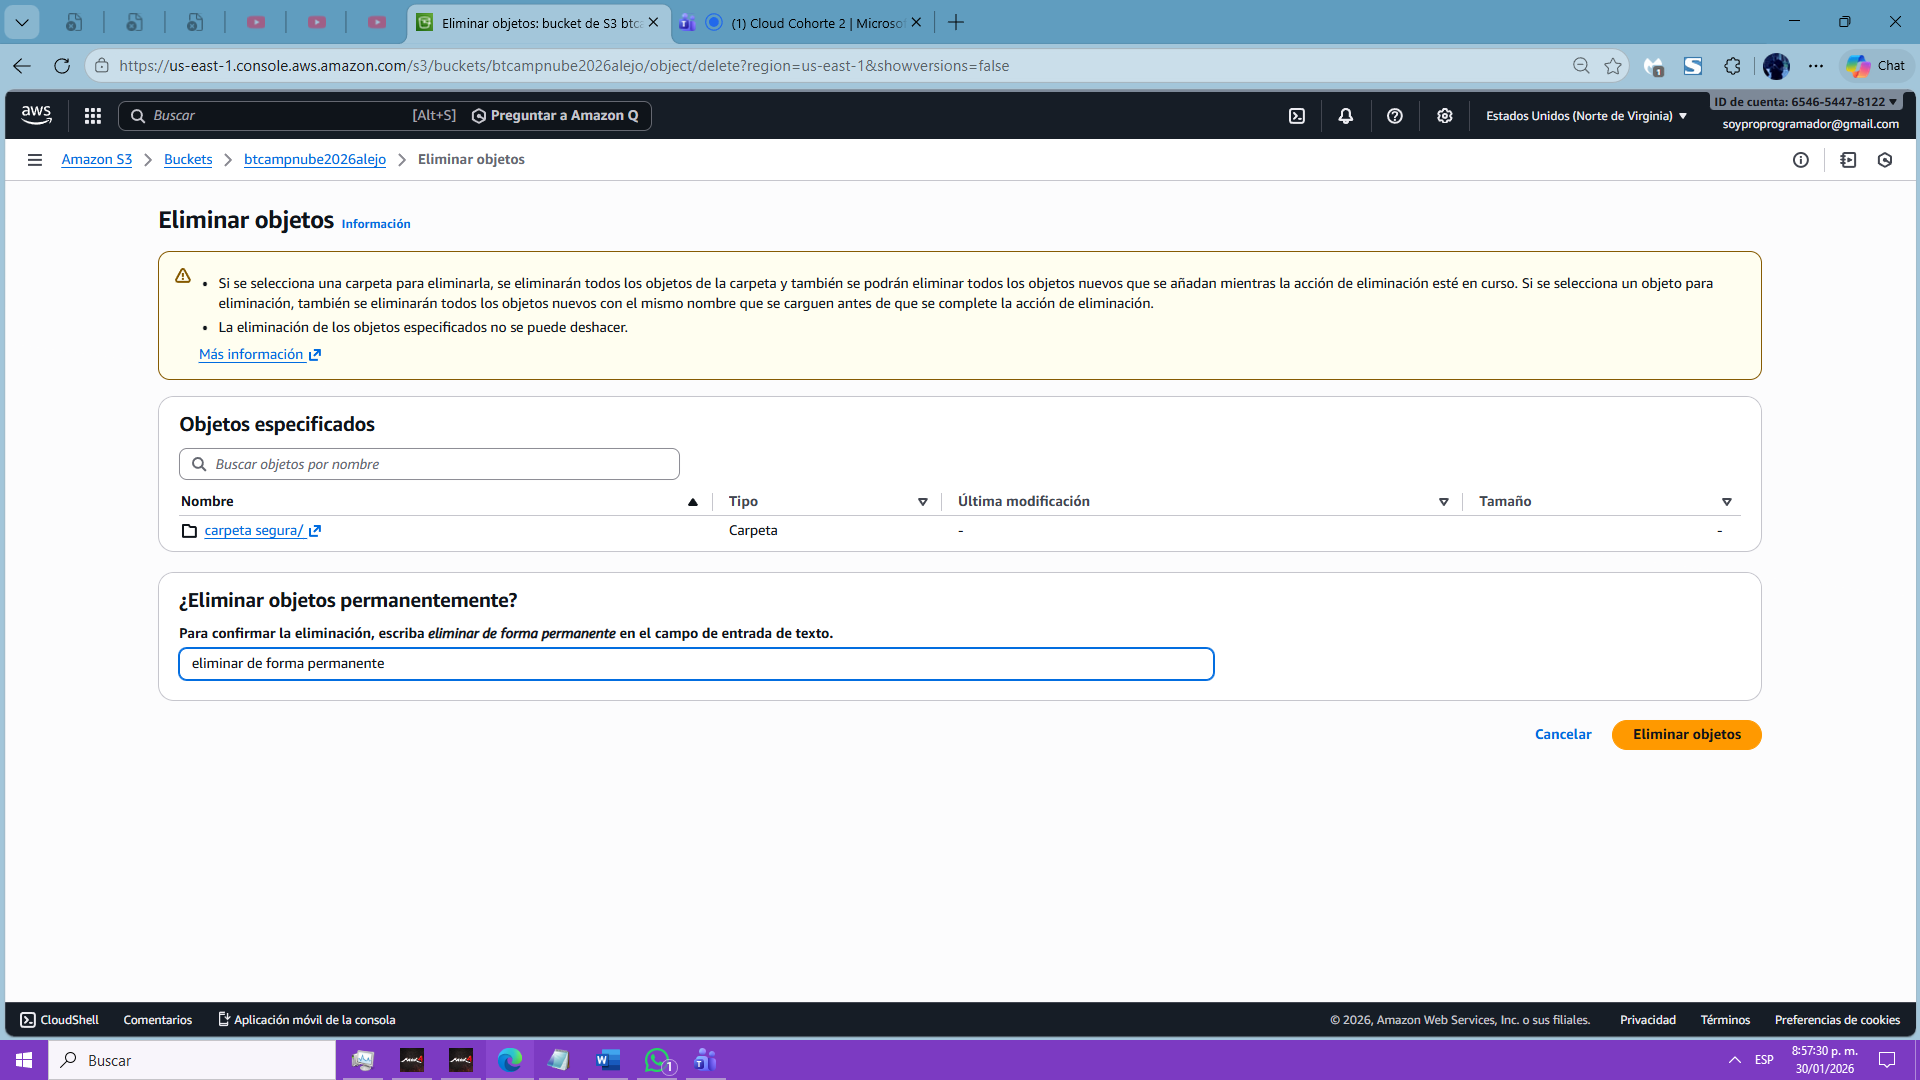 Eliminar objetos: bucket de S3 btca
(1) Cloud Cohorte 2 | Microso
https://us-east-1.console.aws.amazon.com/s3/buckets/btcampnube2026alejo/object/delete?region=us-east-1&showversions=false
1
Chat
aws
Buscar
[Alt+S]
Preguntar a Amazon Q
Estados Unidos (Norte de Virginia)
ID de cuenta: 6546-5447-8122
soyproprogramador@gmail.com
Amazon S3
Buckets
btcampnube2026alejo
Eliminar objetos
Eliminar objetos
Información
Si se selecciona una carpeta para eliminarla, se eliminarán todos los objetos de la carpeta y también se podrán eliminar todos los objetos nuevos que se añadan mientras la acción de eliminación esté en curso. Si se selecciona un objeto para
eliminación, también se eliminarán todos los objetos nuevos con el mismo nombre que se carguen antes de que se complete la acción de eliminación.
La eliminación de los objetos especificados no se puede deshacer.
Más información
Objetos especificados
Buscar objetos por nombre
Nombre
Tipo
Última modificación
Tamaño
carpeta segura/
Carpeta
-
-
¿Eliminar objetos permanentemente?
Para confirmar la eliminación, escriba eliminar de forma permanente en el campo de entrada de texto.
eliminar de forma permanente
Cancelar
Eliminar objetos
CloudShell
Comentarios
Aplicación móvil de la consola
© 2026, Amazon Web Services, Inc. o sus filiales.
Privacidad
Términos
Preferencias de cookies
Buscar
1
ESP
8:57:30 p. m.
30/01/2026